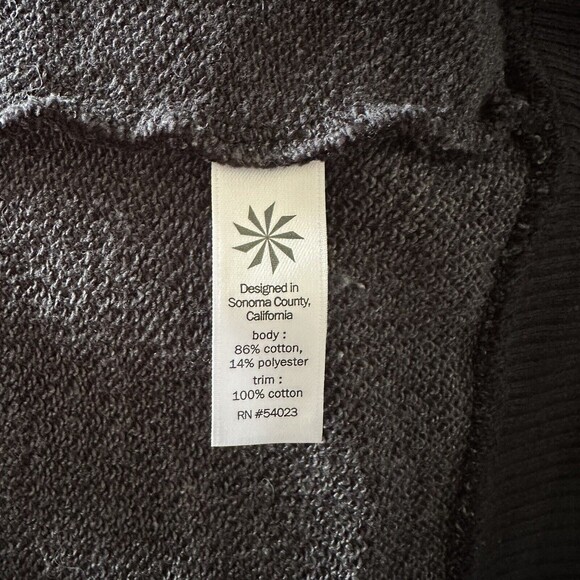 Designed in
Sonoma County,
California
body :
86% cotton,
14% polyester
trim :
100% cotton
RN #54023